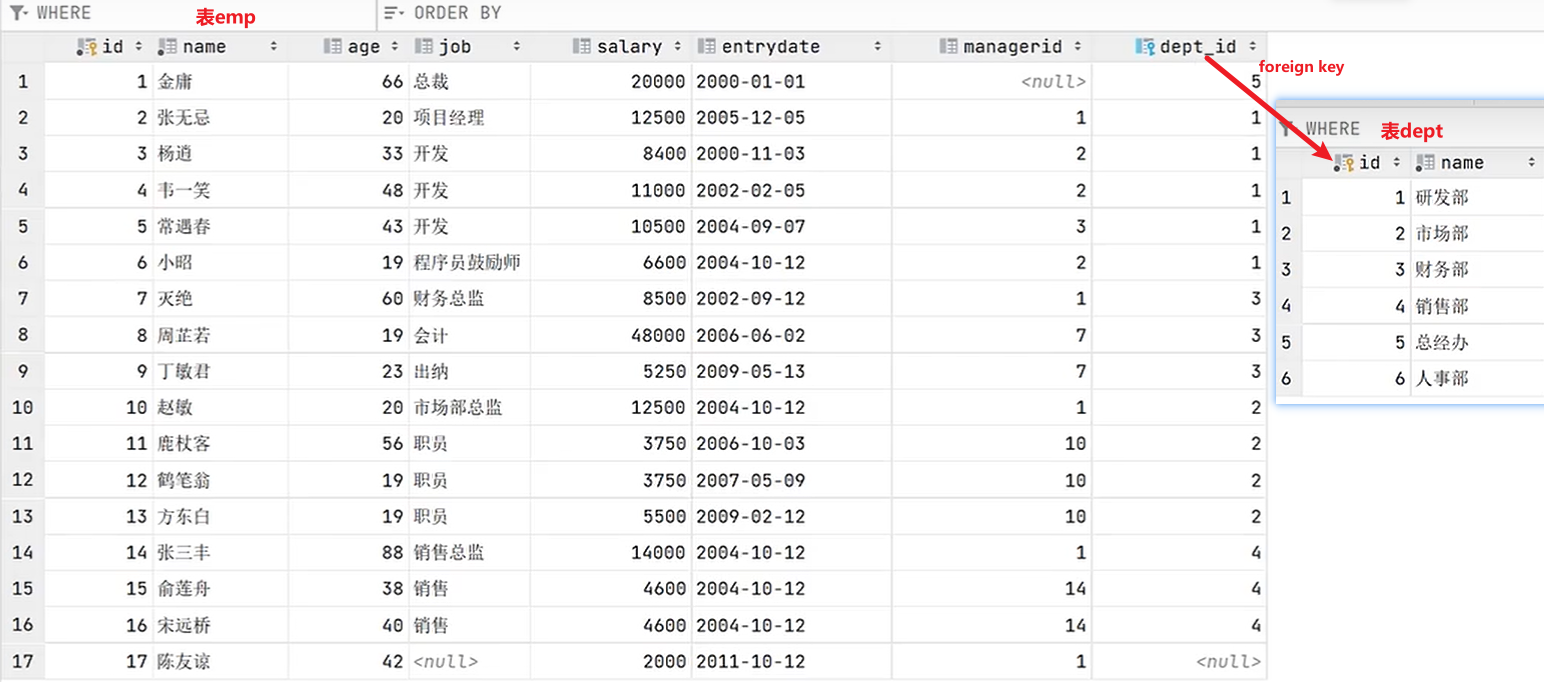 WHERE 表emp ORDER BY
id name age job salary entrydate managerid dept_id
foreign key
1 1 金庸 66 总裁 20000 2000-01-01 <null> 5
2 2 张无忌 20 项目经理 12500 2005-12-05 1 1
3 3 杨逍 33 开发 8400 2000-11-03 2 1
4 4 韦一笑 48 开发 11000 2002-02-05 2 1
5 5 常遇春 43 开发 10500 2004-09-07 3 1
6 6 小昭 19 程序员鼓励师 6600 2004-10-12 2 1
7 7 灭绝 60 财务总监 8500 2002-09-12 1 3
8 8 周芷若 19 会计 48000 2006-06-02 7 3
9 9 丁敏君 23 出纳 5250 2009-05-13 7 3
10 10 赵敏 20 市场部总监 12500 2004-10-12 1 2
11 11 鹿杖客 56 职员 3750 2006-10-03 10 2
12 12 鹤笔翁 19 职员 3750 2007-05-09 10 2
13 13 方东白 19 职员 5500 2009-02-12 10 2
14 14 张三丰 88 销售总监 14000 2004-10-12 1 4
15 15 俞莲舟 38 销售 4600 2004-10-12 14 4
16 16 宋远桥 40 销售 4600 2004-10-12 14 4
17 17 陈友谅 42 <null> 2000 2011-10-12 1 <null>
WHERE 表dept
id name
1 1 研发部
2 2 市场部
3 3 财务部
4 4 销售部
5 5 总经办
6 6 人事部